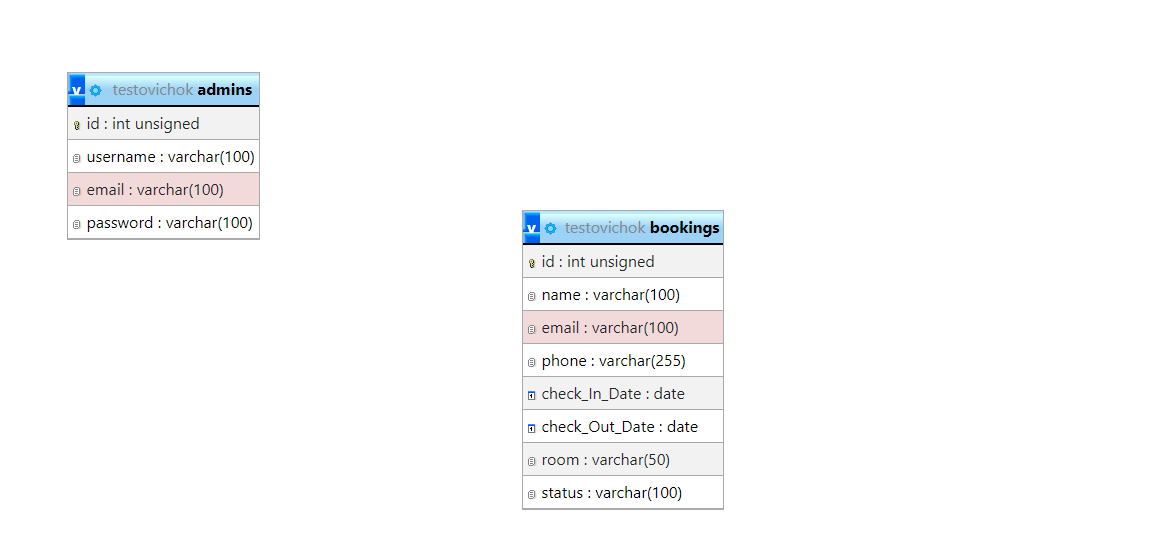 v testovichok admins
id : int unsigned
username : varchar(100)
email : varchar(100)
password : varchar(100)
v testovichok bookings
id : int unsigned
name : varchar(100)
email : varchar(100)
phone : varchar(255)
check_In_Date : date
check_Out_Date : date
room : varchar(50)
status : varchar(100)